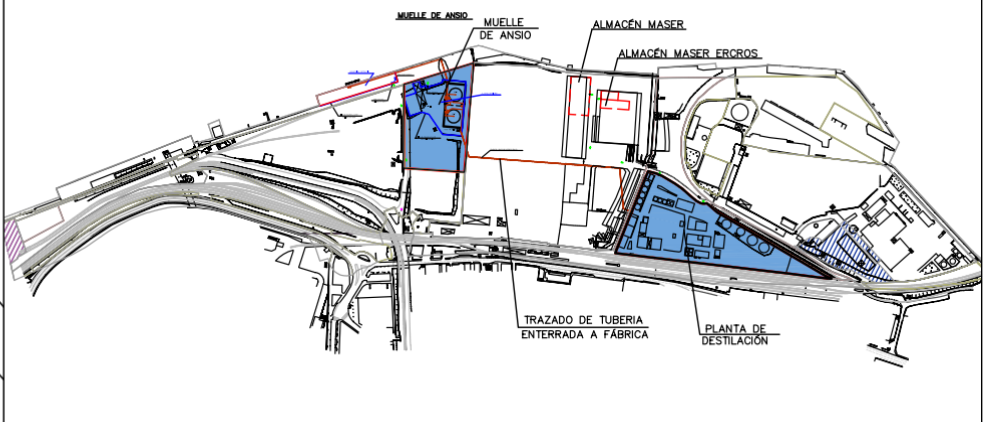 MUELLE DE ANSIO
MUELLE
DE ANSIO
ALMACÉN MASER
ALMACÉN MASER ERCROS
TRAZADO DE TUBERIA
ENTERRADA A FÁBRICA
PLANTA DE
DESTILACIÓN